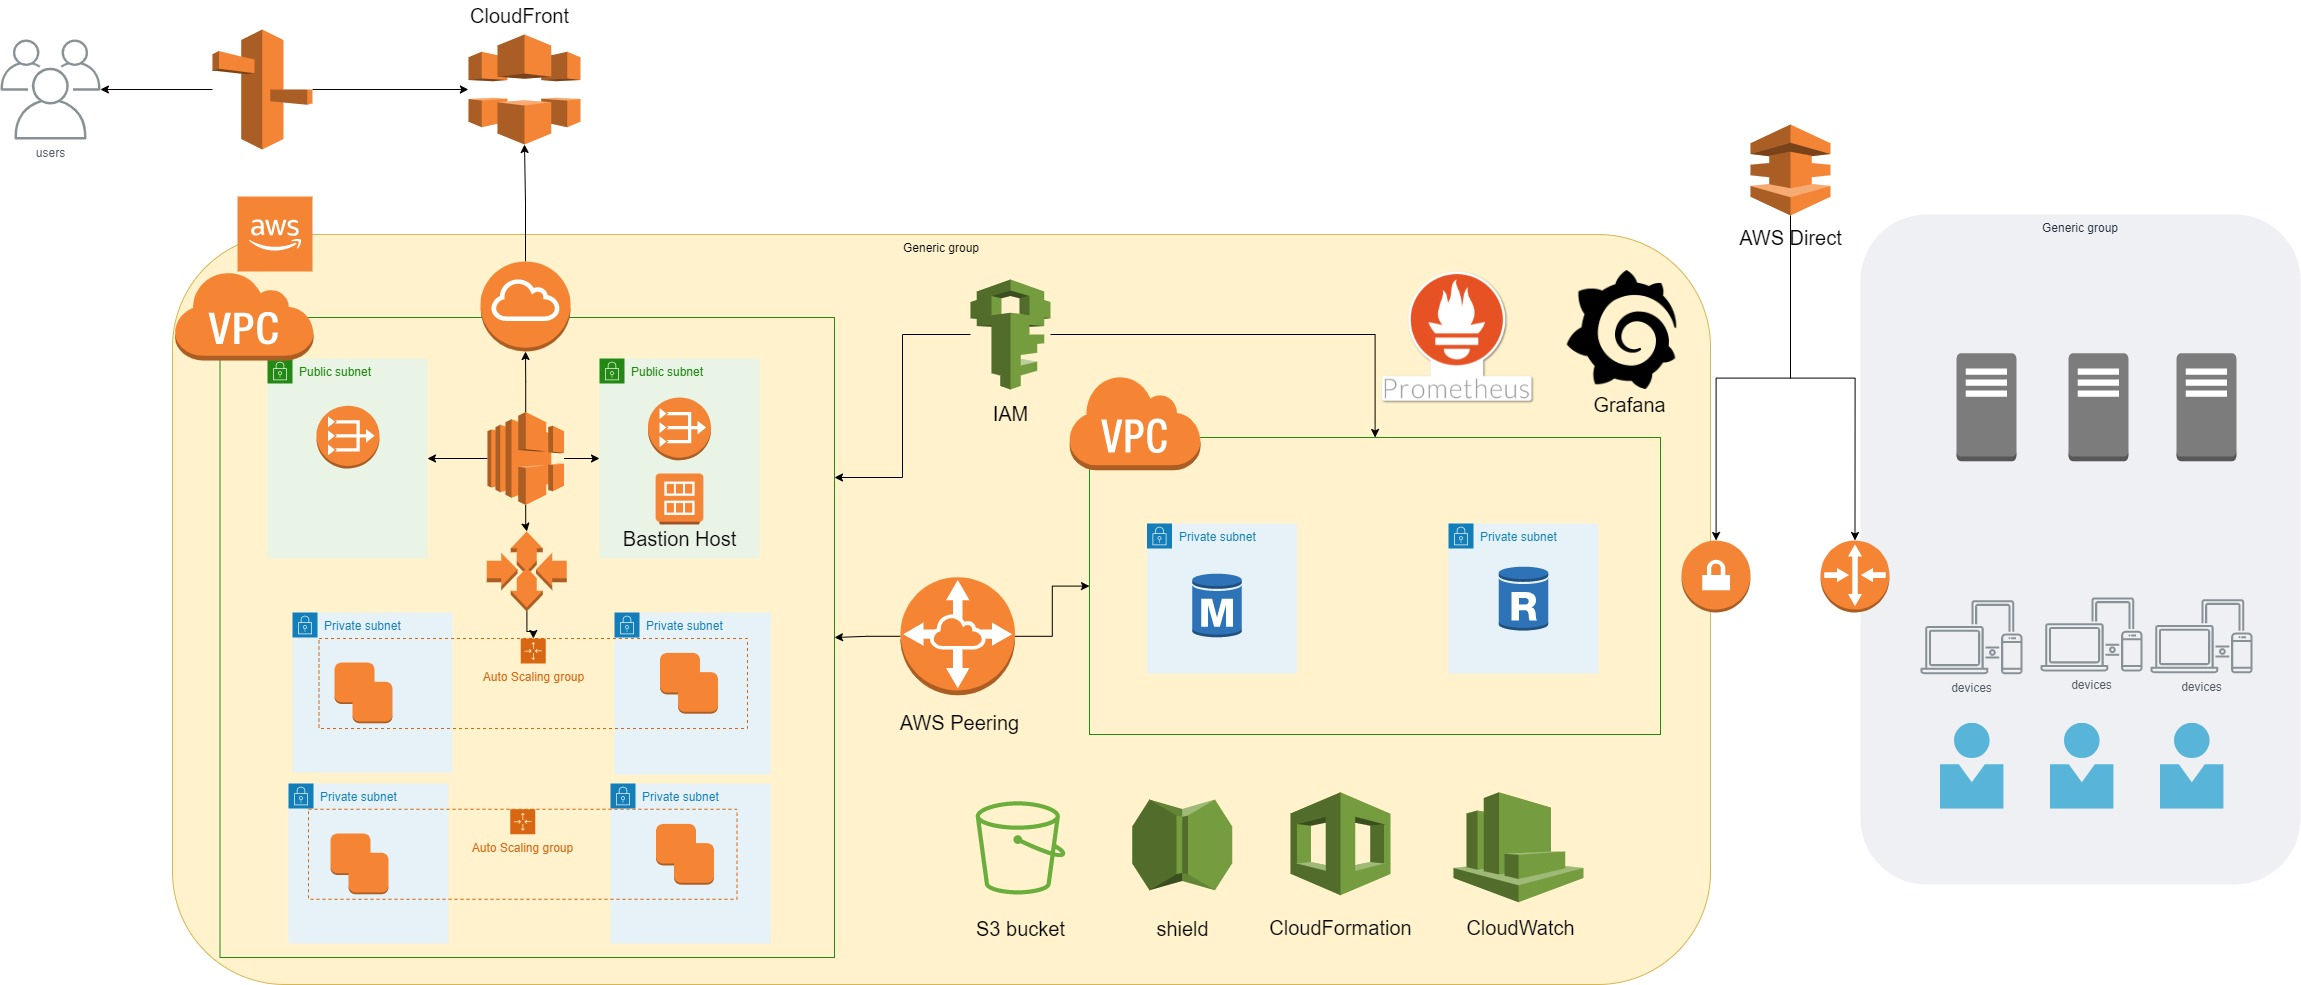 CloudFront
users
aws
AWS Direct
Generic group
Generic group
VPC
Public subnet
Public subnet
IAM
Prometheus
Grafana
VPC
Bastion Host
Private subnet
Private subnet
M
R
Private subnet
Private subnet
Auto Scaling group
AWS Peering
devices
devices
devices
Private subnet
Private subnet
Auto Scaling group
S3 bucket
shield
CloudFormation
CloudWatch